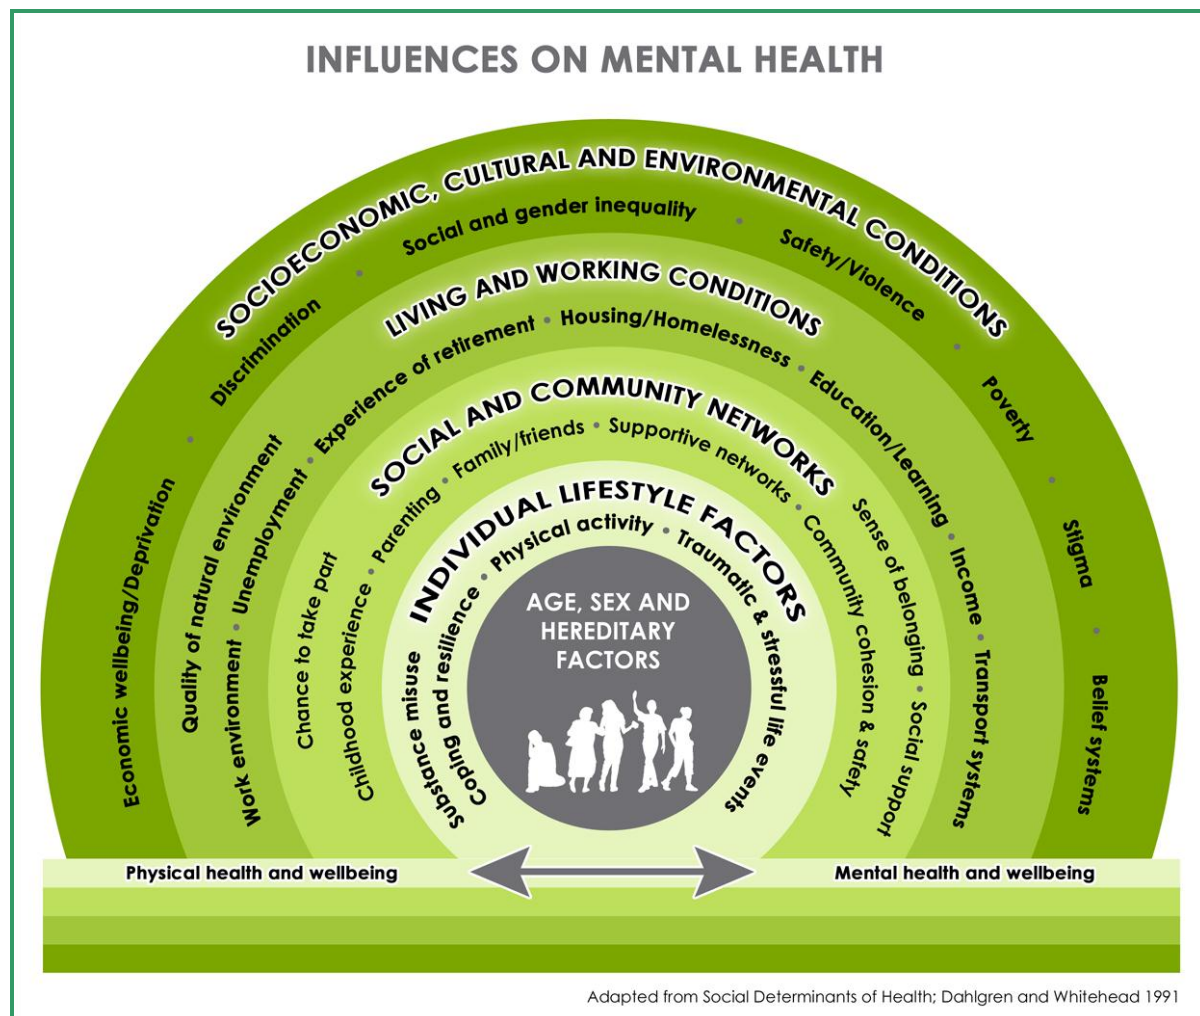 INFLUENCES ON MENTAL HEALTH
SOCIOECONOMIC, CULTURAL AND ENVIRONMENTAL CONDITIONS
Economic wellbeing/Deprivation • Discrimination • Social and gender inequality • Safety/Violence • Poverty • Stigma • Belief systems
LIVING AND WORKING CONDITIONS
Quality of natural environment
Work environment • Unemployment • Experience of retirement • Housing/Homelessness • Education/Learning • Income • Transport systems
SOCIAL AND COMMUNITY NETWORKS
Chance to take part
Childhood experience • Parenting • Family/friends • Supportive networks • Community cohesion & safety
Sense of belonging • Social support
INDIVIDUAL LIFESTYLE FACTORS
Substance misuse
Coping and resilience • Physical activity • Traumatic & stressful life events
AGE, SEX AND
HEREDITARY
FACTORS
Physical health and wellbeing
Mental health and wellbeing
Adapted from Social Determinants of Health; Dahlgren and Whitehead 1991